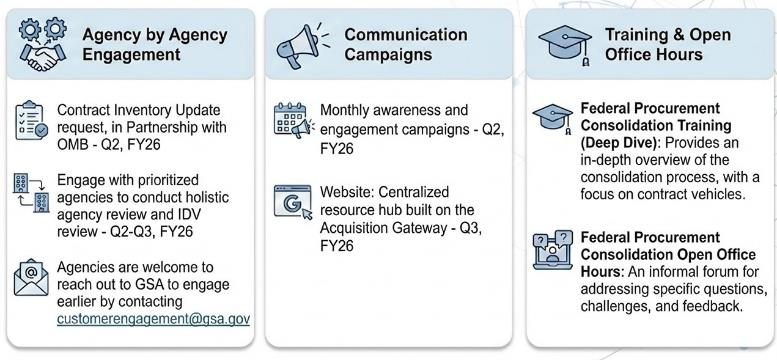 Agency by Agency
Engagement
Contract Inventory Update
request, in Partnership with
OMB - Q2, FY26
Engage with prioritized
agencies to conduct holistic
agency review and IDV
review - Q2-Q3, FY26
Agencies are welcome to
reach out to GSA to engage
earlier by contacting
customerengagement@gsa.gov
Communication
Campaigns
Monthly awareness and
engagement campaigns - Q2,
FY26
G
Website: Centralized
resource hub built on the
Acquisition Gateway - Q3,
FY26
Training & Open
Office Hours
Federal Procurement
Consolidation Training
(Deep Dive): Provides an
in-depth overview of the
consolidation process, with a
focus on contract vehicles.
Federal Procurement
Consolidation Open Office
Hours: An informal forum for
addressing specific questions,
challenges, and feedback.